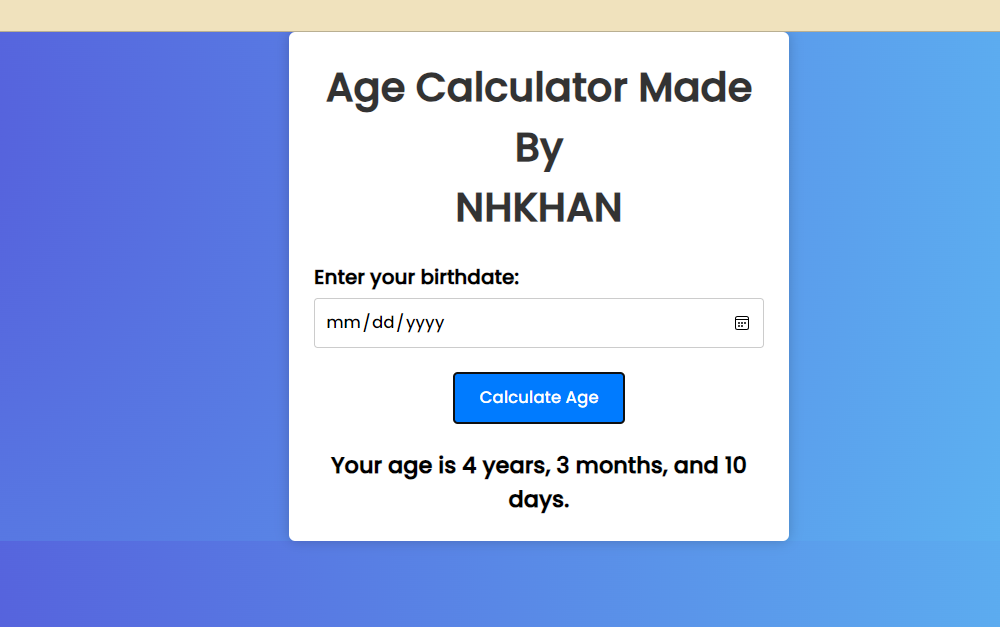 Age Calculator Made
By
NHKHAN
Enter your birthdate:
mm/dd/yyyy
Calculate Age
Your age is 4 years, 3 months, and 10
days.